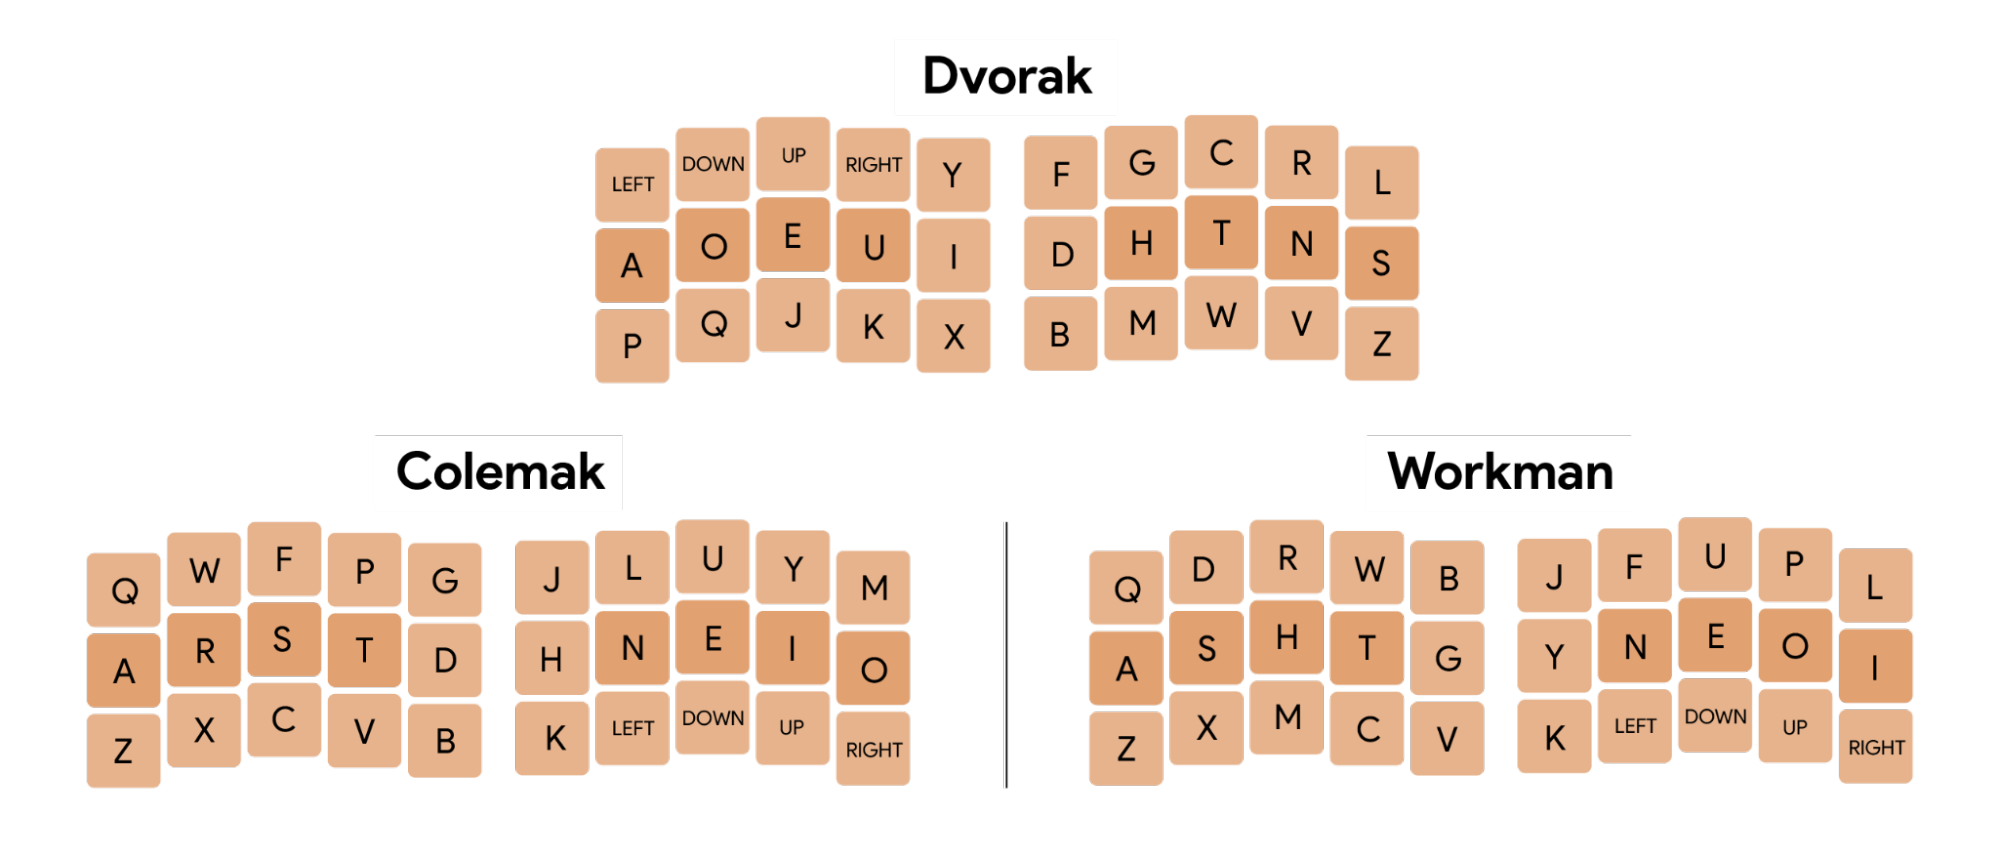 Dvorak
LEFT DOWN UP RIGHT Y F G C R L
A O E U I D H T N S
P Q J K X B M W V Z
Colemak
Q W F P G J L U Y M
A R S T D H N E I O
Z X C V B K LEFT DOWN UP RIGHT
Workman
Q D R W B J F U P L
A S H T G Y N E O I
Z X M C V K LEFT DOWN UP RIGHT